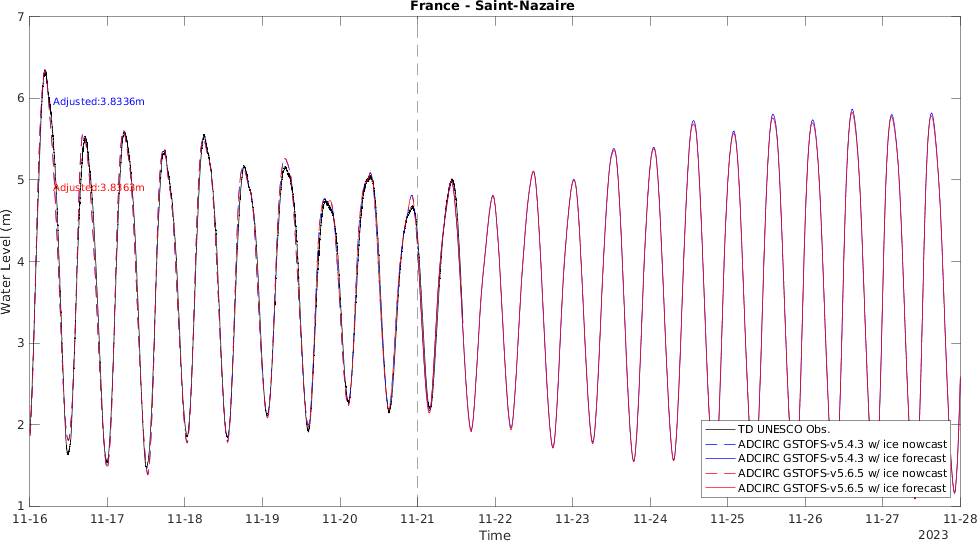 France - Saint-Nazaire
7
6
5
4
3
2
1
Water Level (m)
Adjusted:3.8336m
Adjusted:3.8363m
TD UNESCO Obs.
ADCIRC GSTOFS-v5.4.3 w/ ice nowcast
ADCIRC GSTOFS-v5.4.3 w/ ice forecast
ADCIRC GSTOFS-v5.6.5 w/ ice nowcast
ADCIRC GSTOFS-v5.6.5 w/ ice forecast
11-16 11-17 11-18 11-19 11-20 11-21 11-22 11-23 11-24 11-25 11-26 11-27 11-28
Time
2023